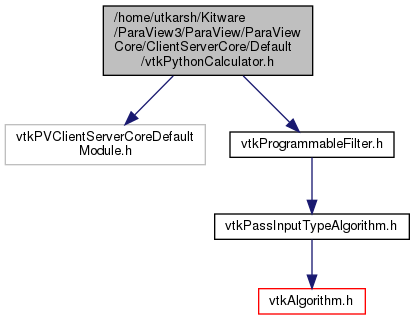 /home/utkarsh/Kitware
/ParaView3/ParaView/ParaView
Core/ClientServerCore/Default
/vtkPythonCalculator.h
vtkPVClientServerCoreDefault
Module.h
vtkProgrammableFilter.h
vtkPassInputTypeAlgorithm.h
vtkAlgorithm.h